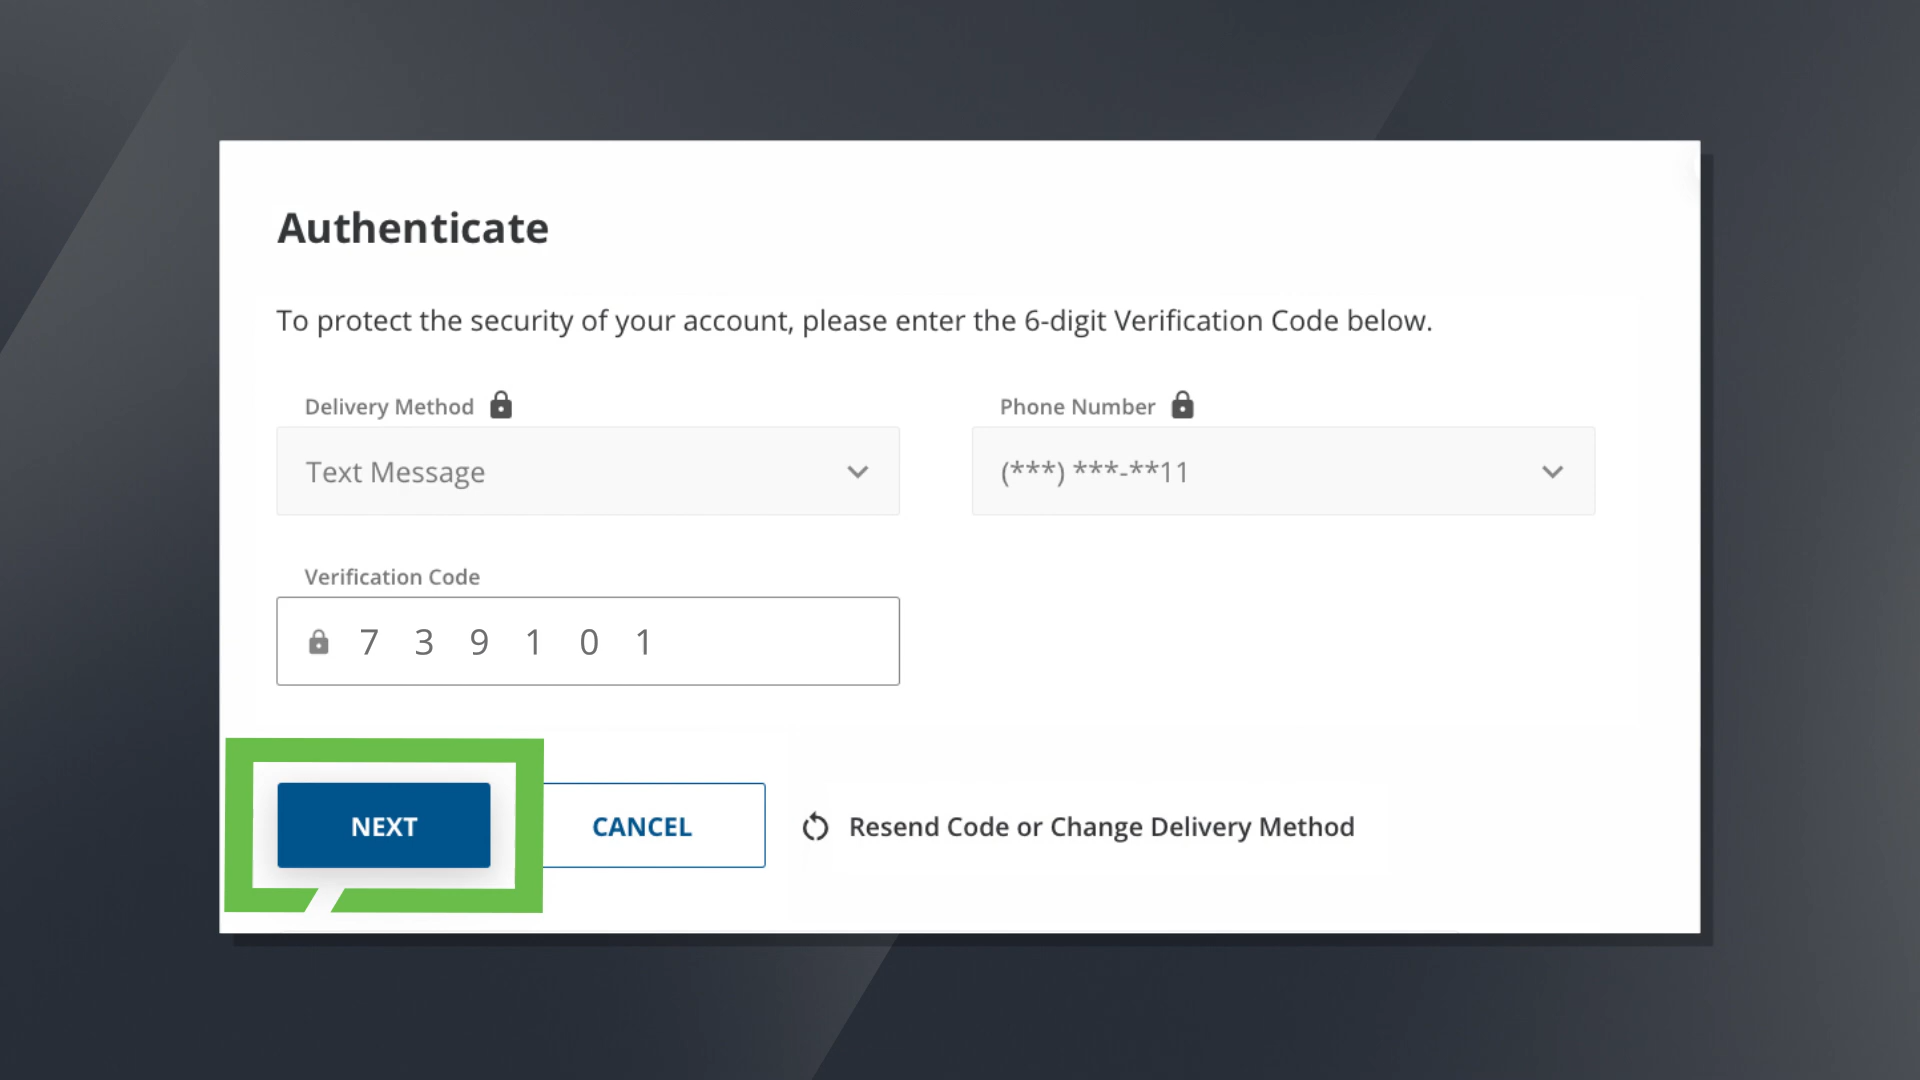 Authenticate
To protect the security of your account, please enter the 6-digit Verification Code below.
Delivery Method
Phone Number
Text Message
(***) ***-**11
Verification Code
7 3 9 1 0 1
NEXT
CANCEL
Resend Code or Change Delivery Method